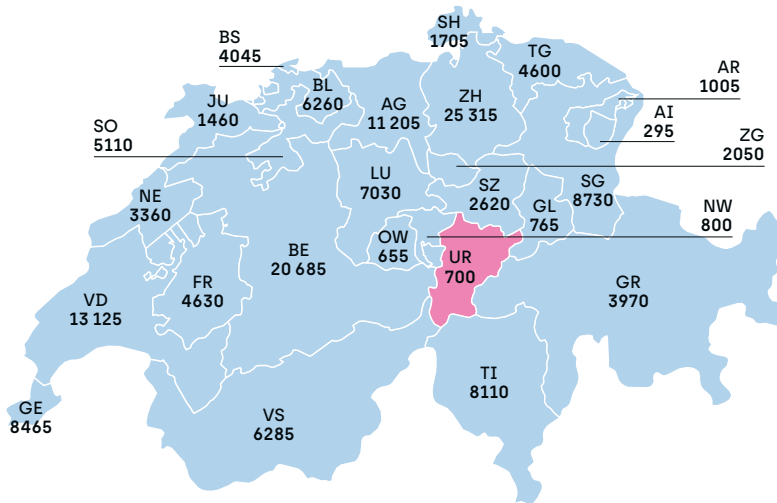 SH
1705
BS
4045
TG
4600
AR
1005
BL
6260
AG
11 205
ZH
25 315
JU
1460
AI
295
SO
5110
ZG
2050
LU
7030
SZ
2620
SG
8730
NE
3360
GL
765
NW
800
OW
655
BE
20 685
UR
700
FR
4630
GR
3970
VD
13 125
TI
8110
GE
8465
VS
6285